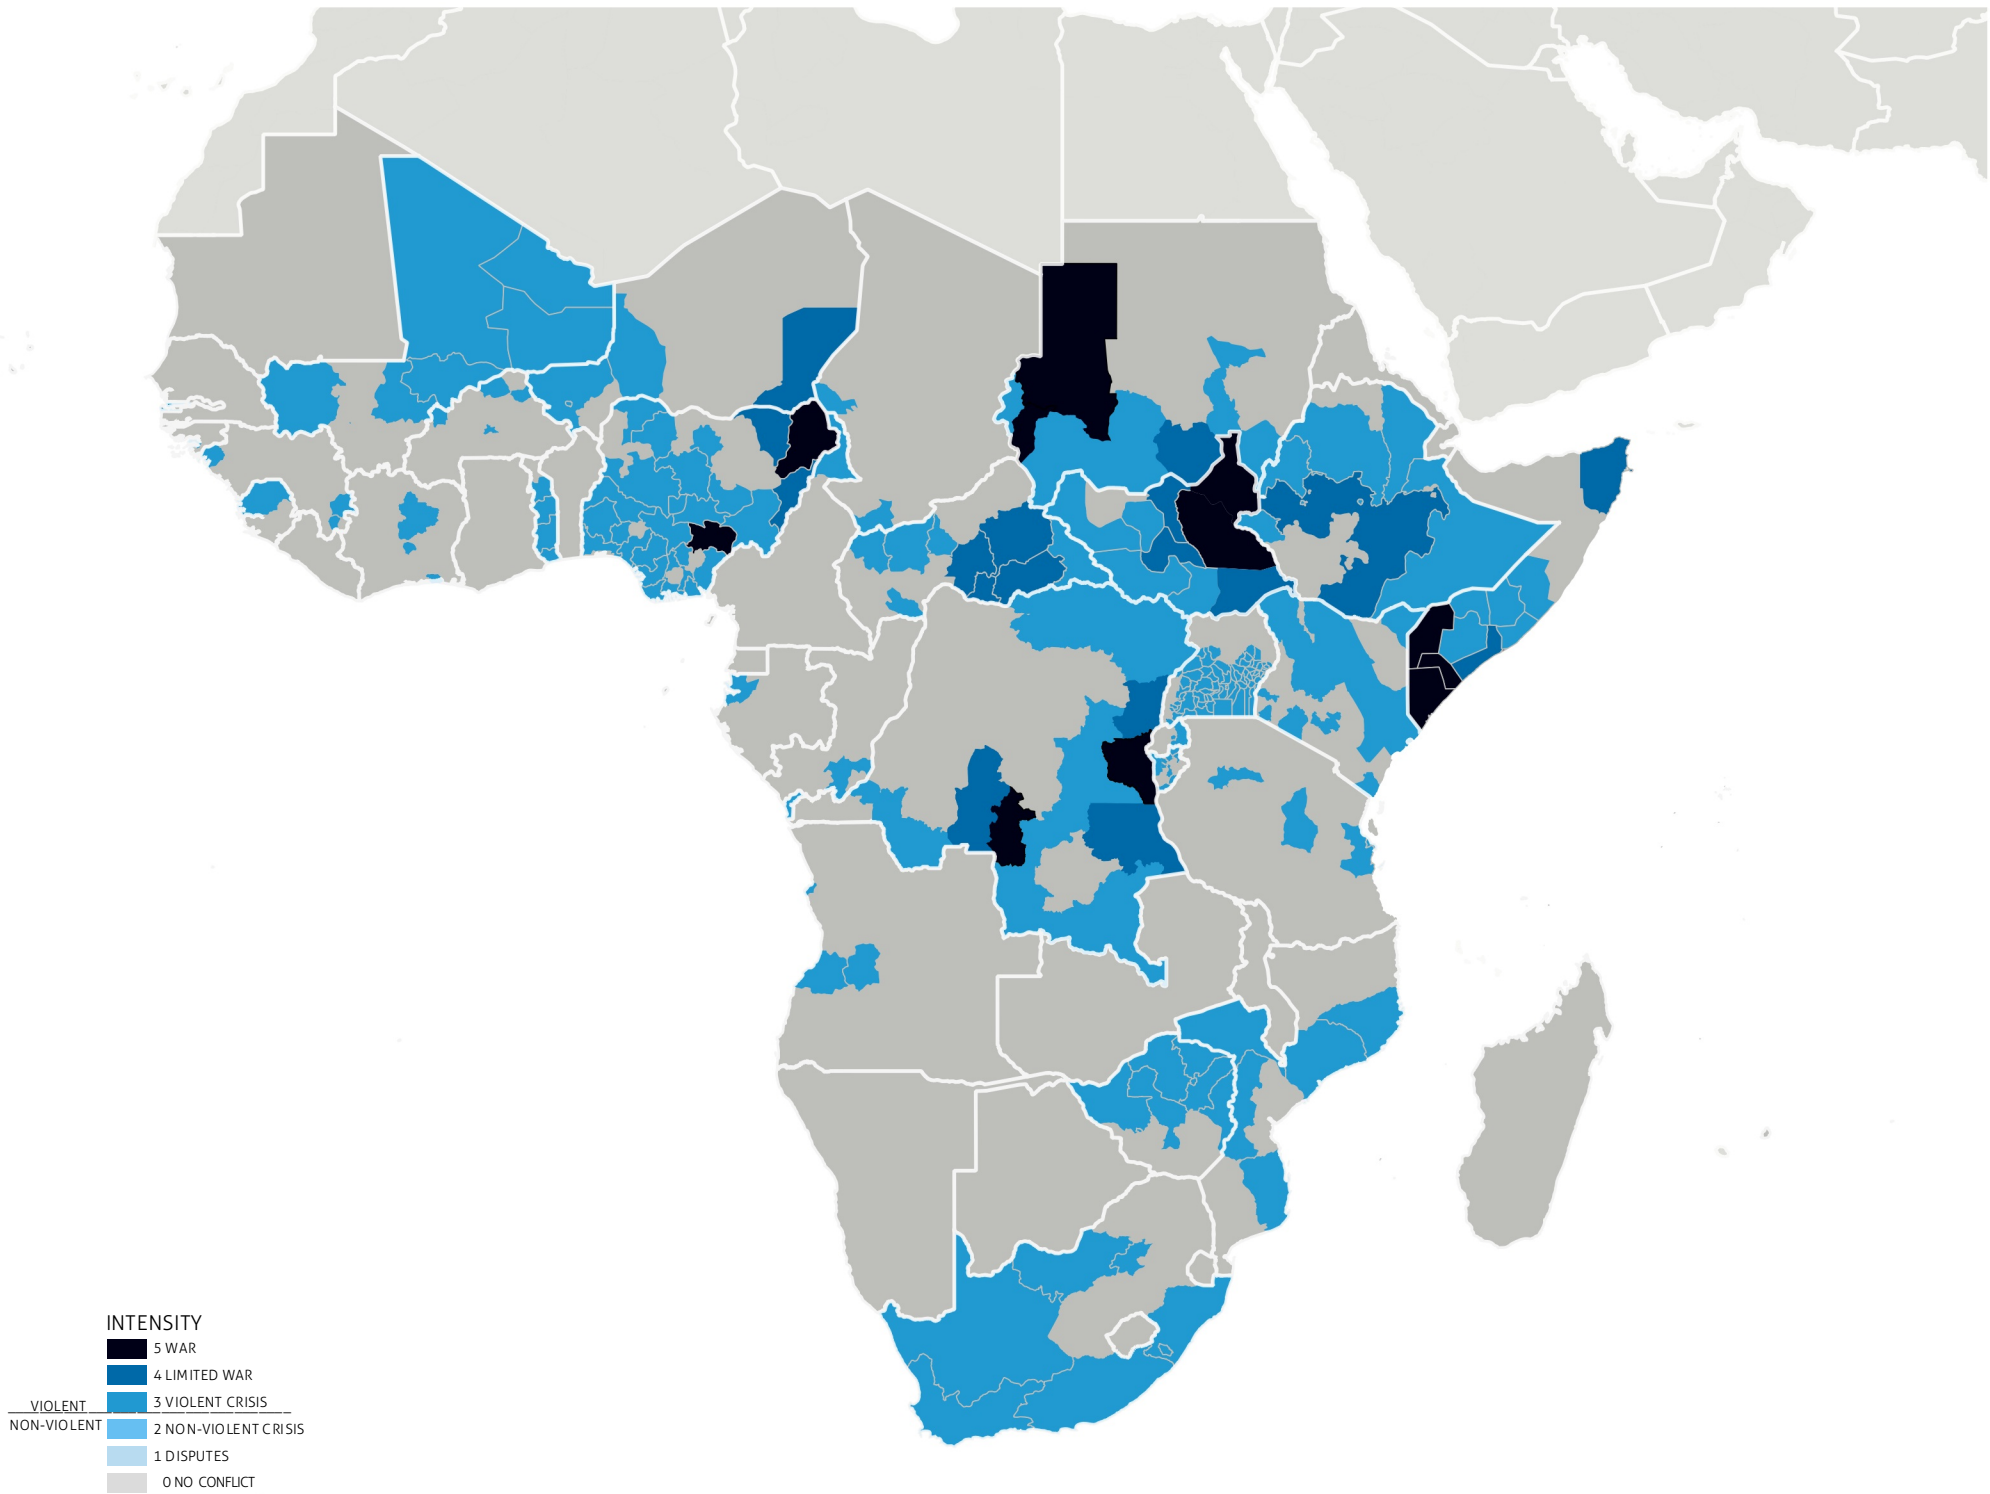 INTENSITY
5 WAR
4 LIMITED WAR
3 VIOLENT CRISIS
VIOLENT
NON-VIOLENT
2 NON-VIOLENT CRISIS
1 DISPUTES
0 NO CONFLICT